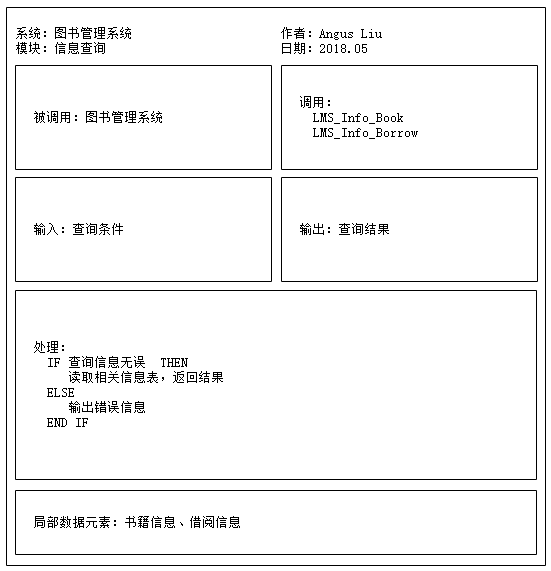 系统：图书管理系统
作者：Angus Liu
模块：信息查询
日期：2018.05
被调用：图书管理系统
调用：
LMS_Info_Book
LMS_Info_Borrow
输入：查询条件
输出：查询结果
处理：
IF 查询信息无误 THEN
读取相关信息表，返回结果
ELSE
输出错误信息
END IF
局部数据元素：书籍信息、借阅信息